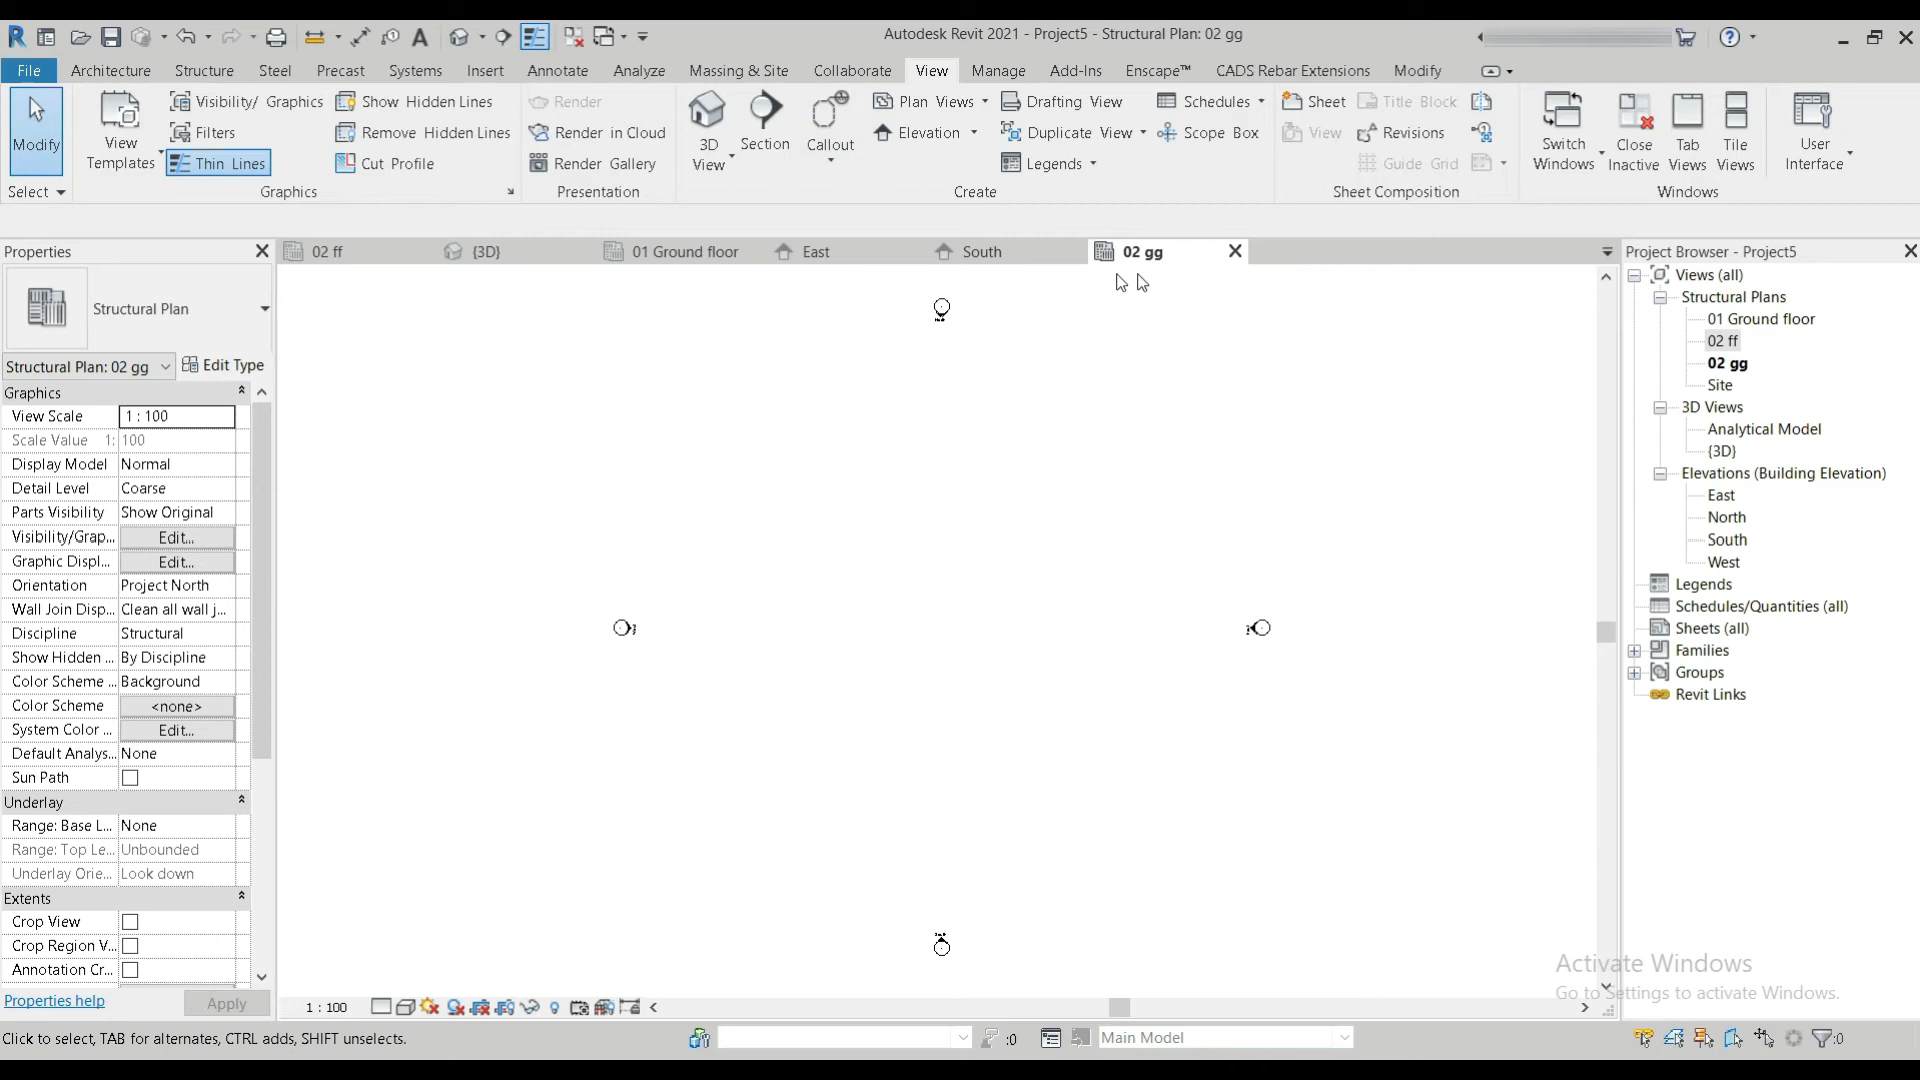 Autodesk Revit 2021 - Project5 - Structural Plan: 02 gg
File Architecture Structure Steel Precast Systems Insert Annotate Analyze Massing & Site Collaborate View Manage Add-Ins Enscape™ CADS Rebar Extensions Modify
Modify
View Templates
Visibility/ Graphics
Filters
Thin Lines
Show Hidden Lines
Remove Hidden Lines
Cut Profile
Render
Render in Cloud
Render Gallery
3D View
Section
Callout
Plan Views
Elevation
Drafting View
Duplicate View
Legends
Schedules
Scope Box
Sheet
View
Title Block
Revisions
Guide Grid
Switch Windows
Close Inactive
Tab Views
Tile Views
User Interface
Select Graphics Presentation Create Sheet Composition Windows
Properties
02 ff {3D} 01 Ground floor East South 02 gg
Structural Plan
Structural Plan: 02 gg Edit Type
Graphics
View Scale 1 : 100
Scale Value 1: 100
Display Model Normal
Detail Level Coarse
Parts Visibility Show Original
Visibility/Grap... Edit...
Graphic Displ... Edit...
Orientation Project North
Wall Join Disp... Clean all wall j...
Discipline Structural
Show Hidden ... By Discipline
Color Scheme ... Background
Color Scheme <none>
System Color ... Edit...
Default Analys... None
Sun Path
Underlay
Range: Base L... None
Range: Top Le... Unbounded
Underlay Orie... Look down
Extents
Crop View
Crop Region V...
Annotation Cr...
Properties help Apply
Project Browser - Project5
Views (all)
Structural Plans
01 Ground floor
02 ff
02 gg
Site
3D Views
Analytical Model
{3D}
Elevations (Building Elevation)
East
North
South
West
Legends
Schedules/Quantities (all)
Sheets (all)
Families
Groups
Revit Links
Activate Windows
Go to Settings to activate Windows.
1 : 100
Click to select, TAB for alternates, CTRL adds, SHIFT unselects.
:0
Main Model
:0